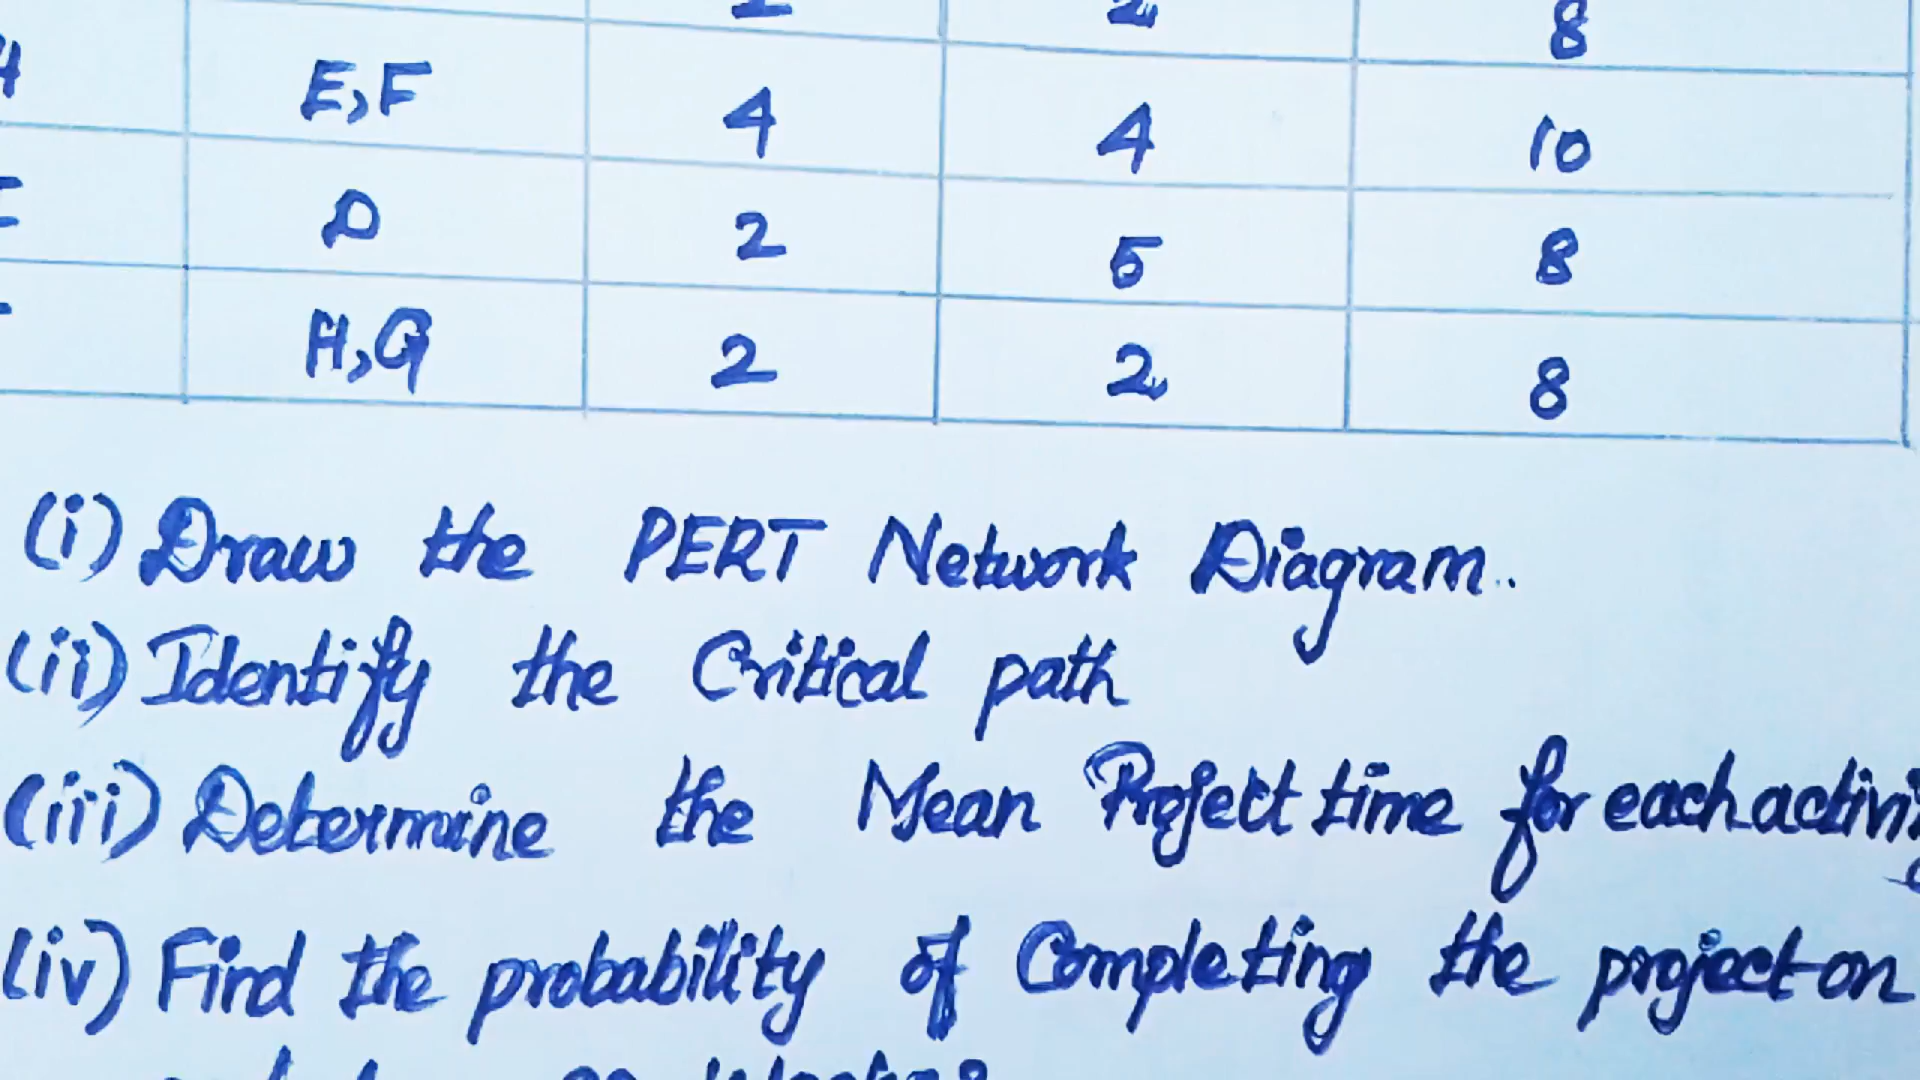 2 8
H E,F 4 4 10
D 2 5 8
H,G 2 2 8
(i) Draw the PERT Network Diagram..
(ii) Identify the Critical path
(iii) Determine the Mean Project time for each activi
(iv) Find the probability of Completing the project on